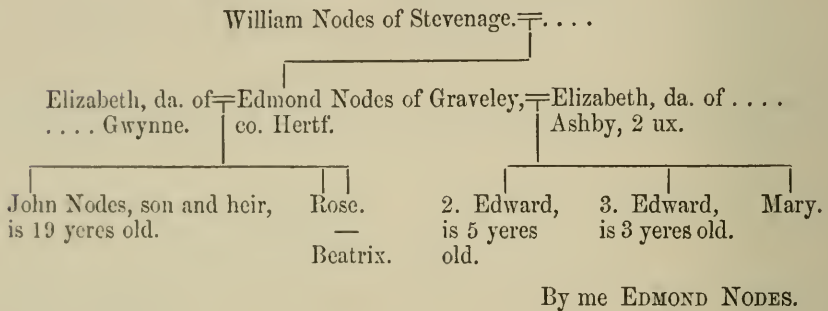 William Nodes of Stevenage.=. . . .
Elizabeth, da. of=Edmond Nodes of Graveley,=Elizabeth, da. of . . . .
. . . . Gwynne. co. Hertf. Ashby, 2 ux.
John Nodes, son and heir, Rose. 2. Edward, 3. Edward, Mary.
is 19 yeres old. — is 5 yeres is 3 yeres old.
Beatrix. old.
By me EDMOND NODES.